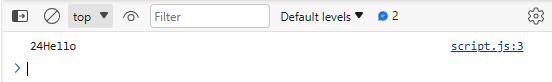 top Filter Default levels 2
24Hello script.js:3
>